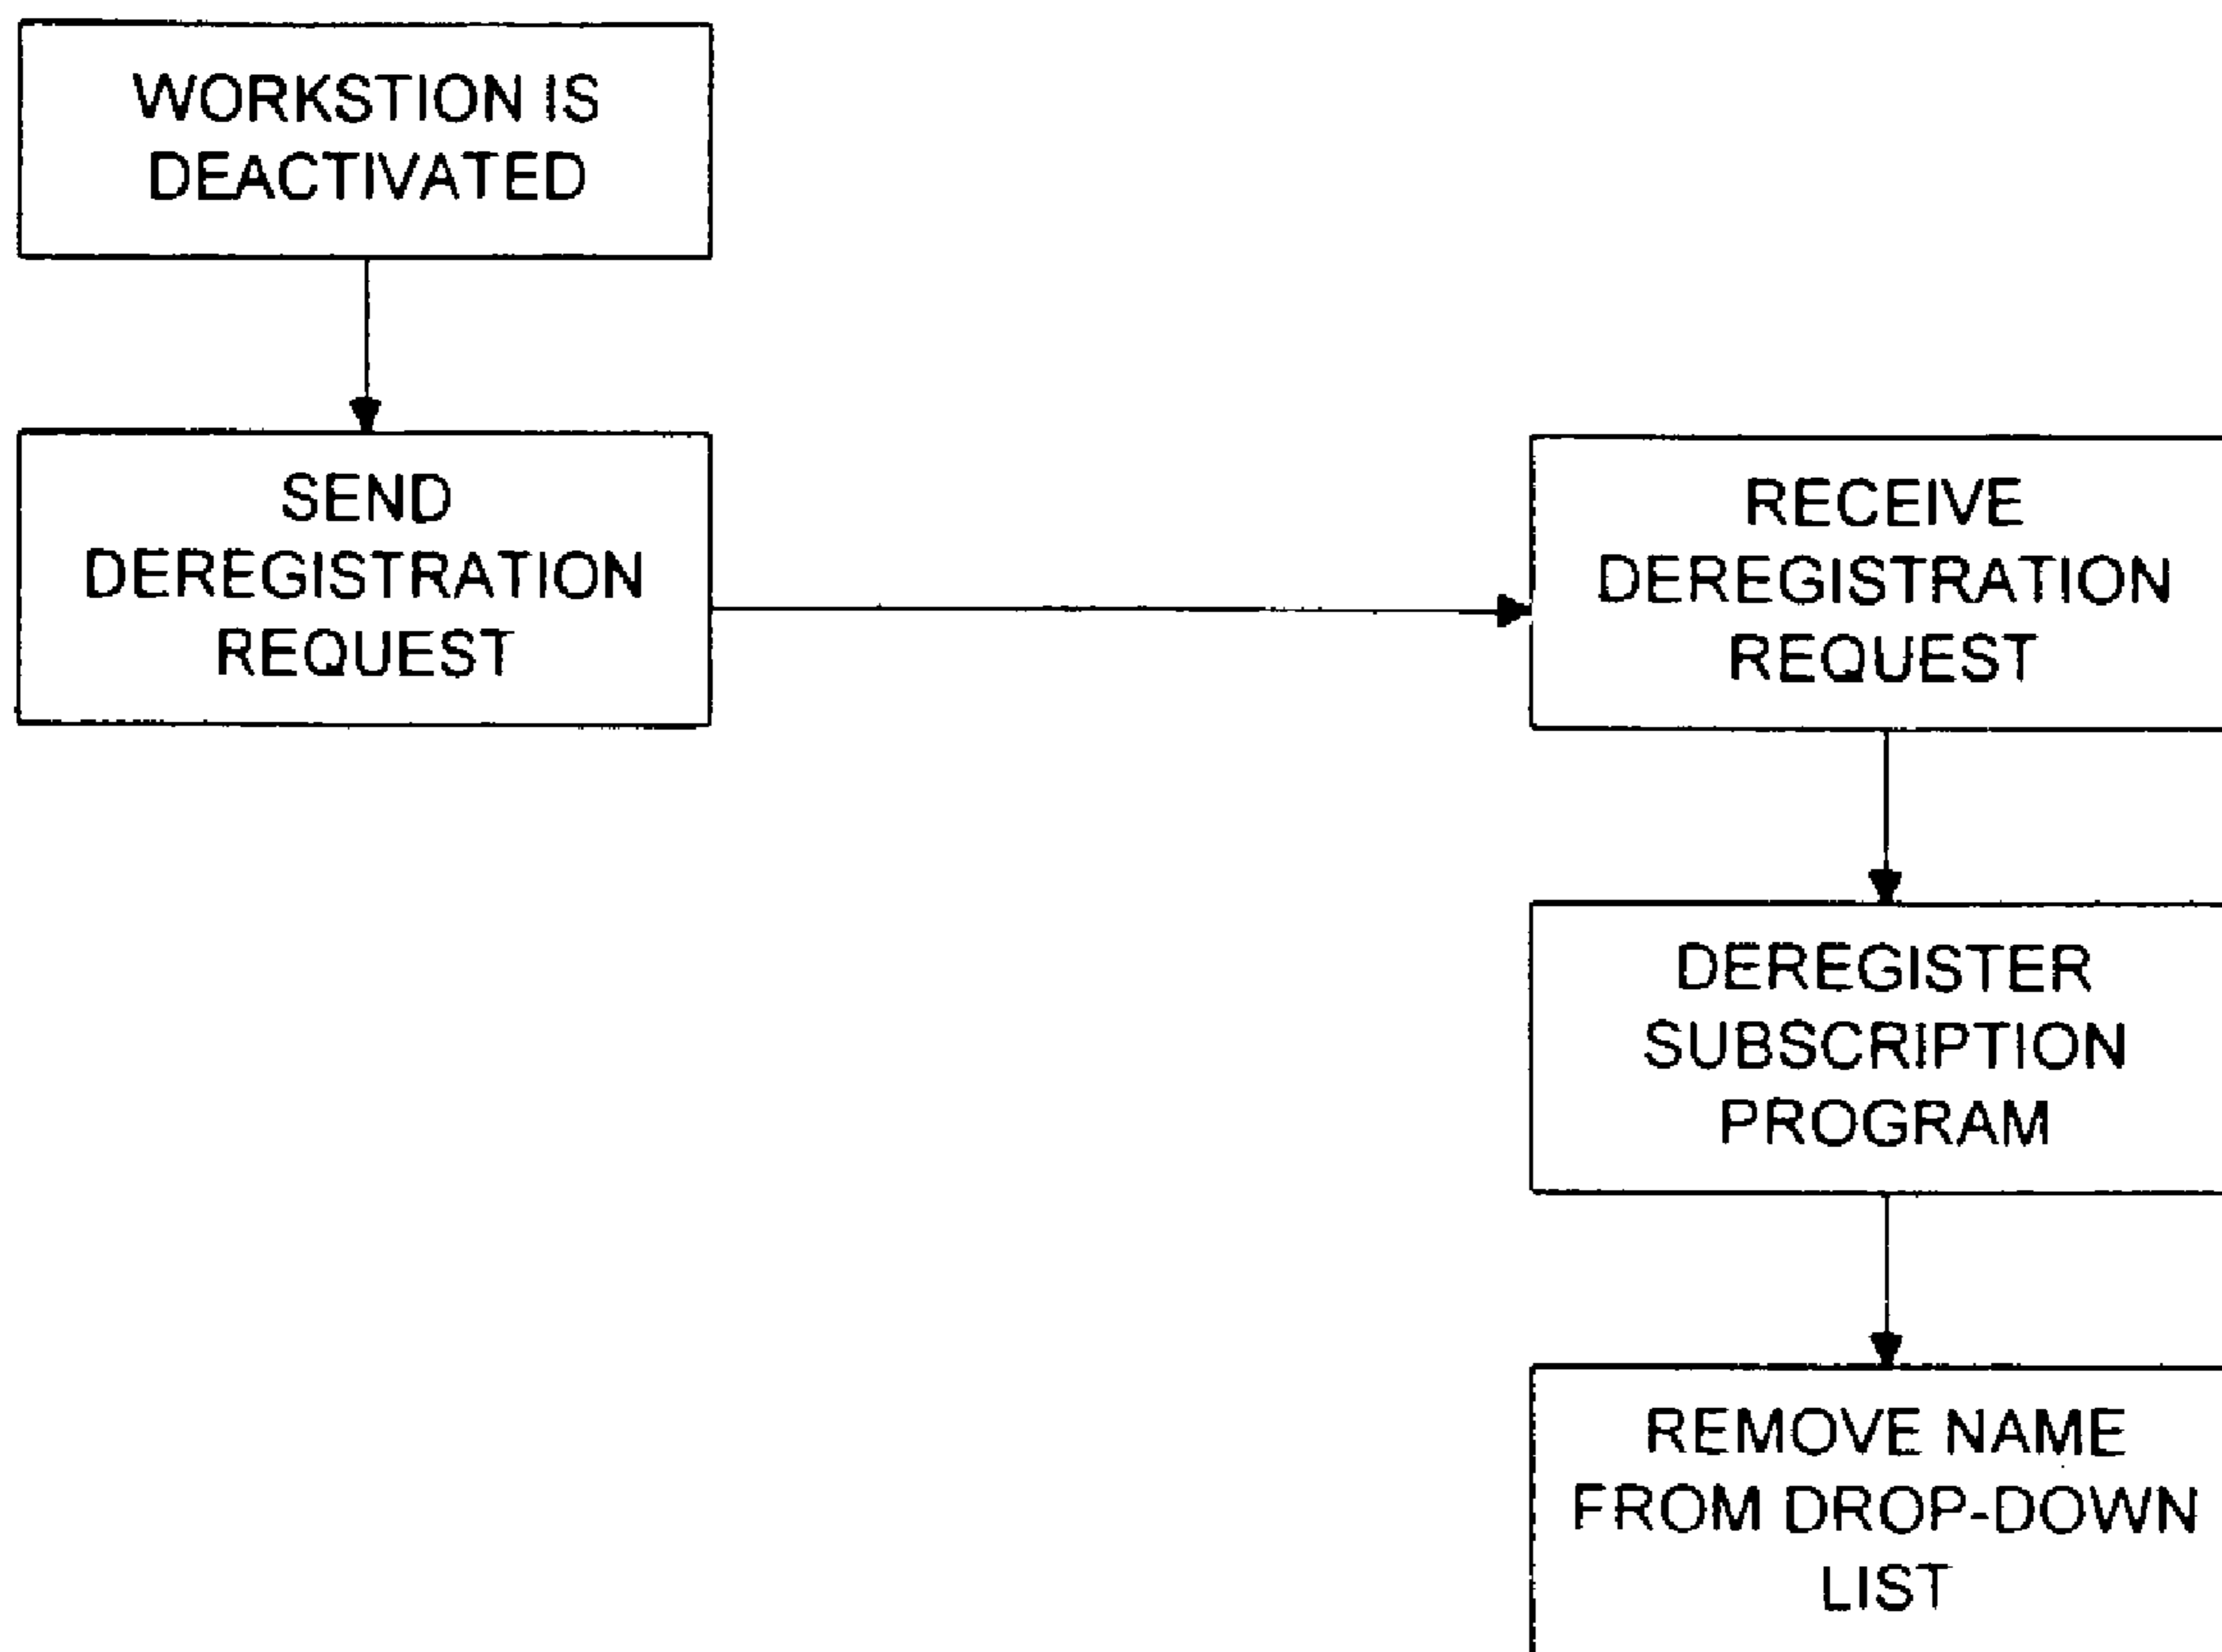 WORKSTION IS
DEACTIVATED
SEND
DEREGISTRATION
REQUEST
RECEIVE
DEREGISTRATION
REQUEST
DEREGISTER
SUBSCRIPTION
PROGRAM
REMOVE NAME
FROM DROP-DOWN
LIST